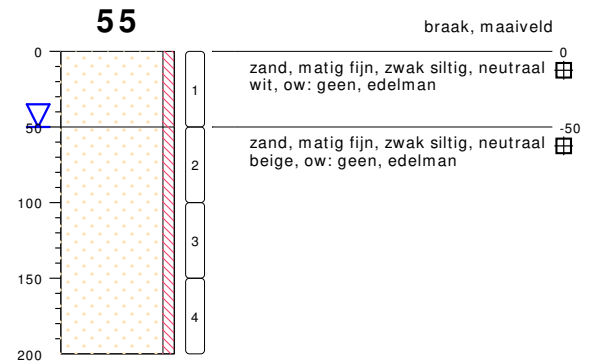 55
braak, maaiveld
0
0
zand, matig fijn, zwak siltig, neutraal
wit, ow: geen, edelman
1
50
-50
zand, matig fijn, zwak siltig, neutraal
beige, ow: geen, edelman
2
100
3
150
4
200